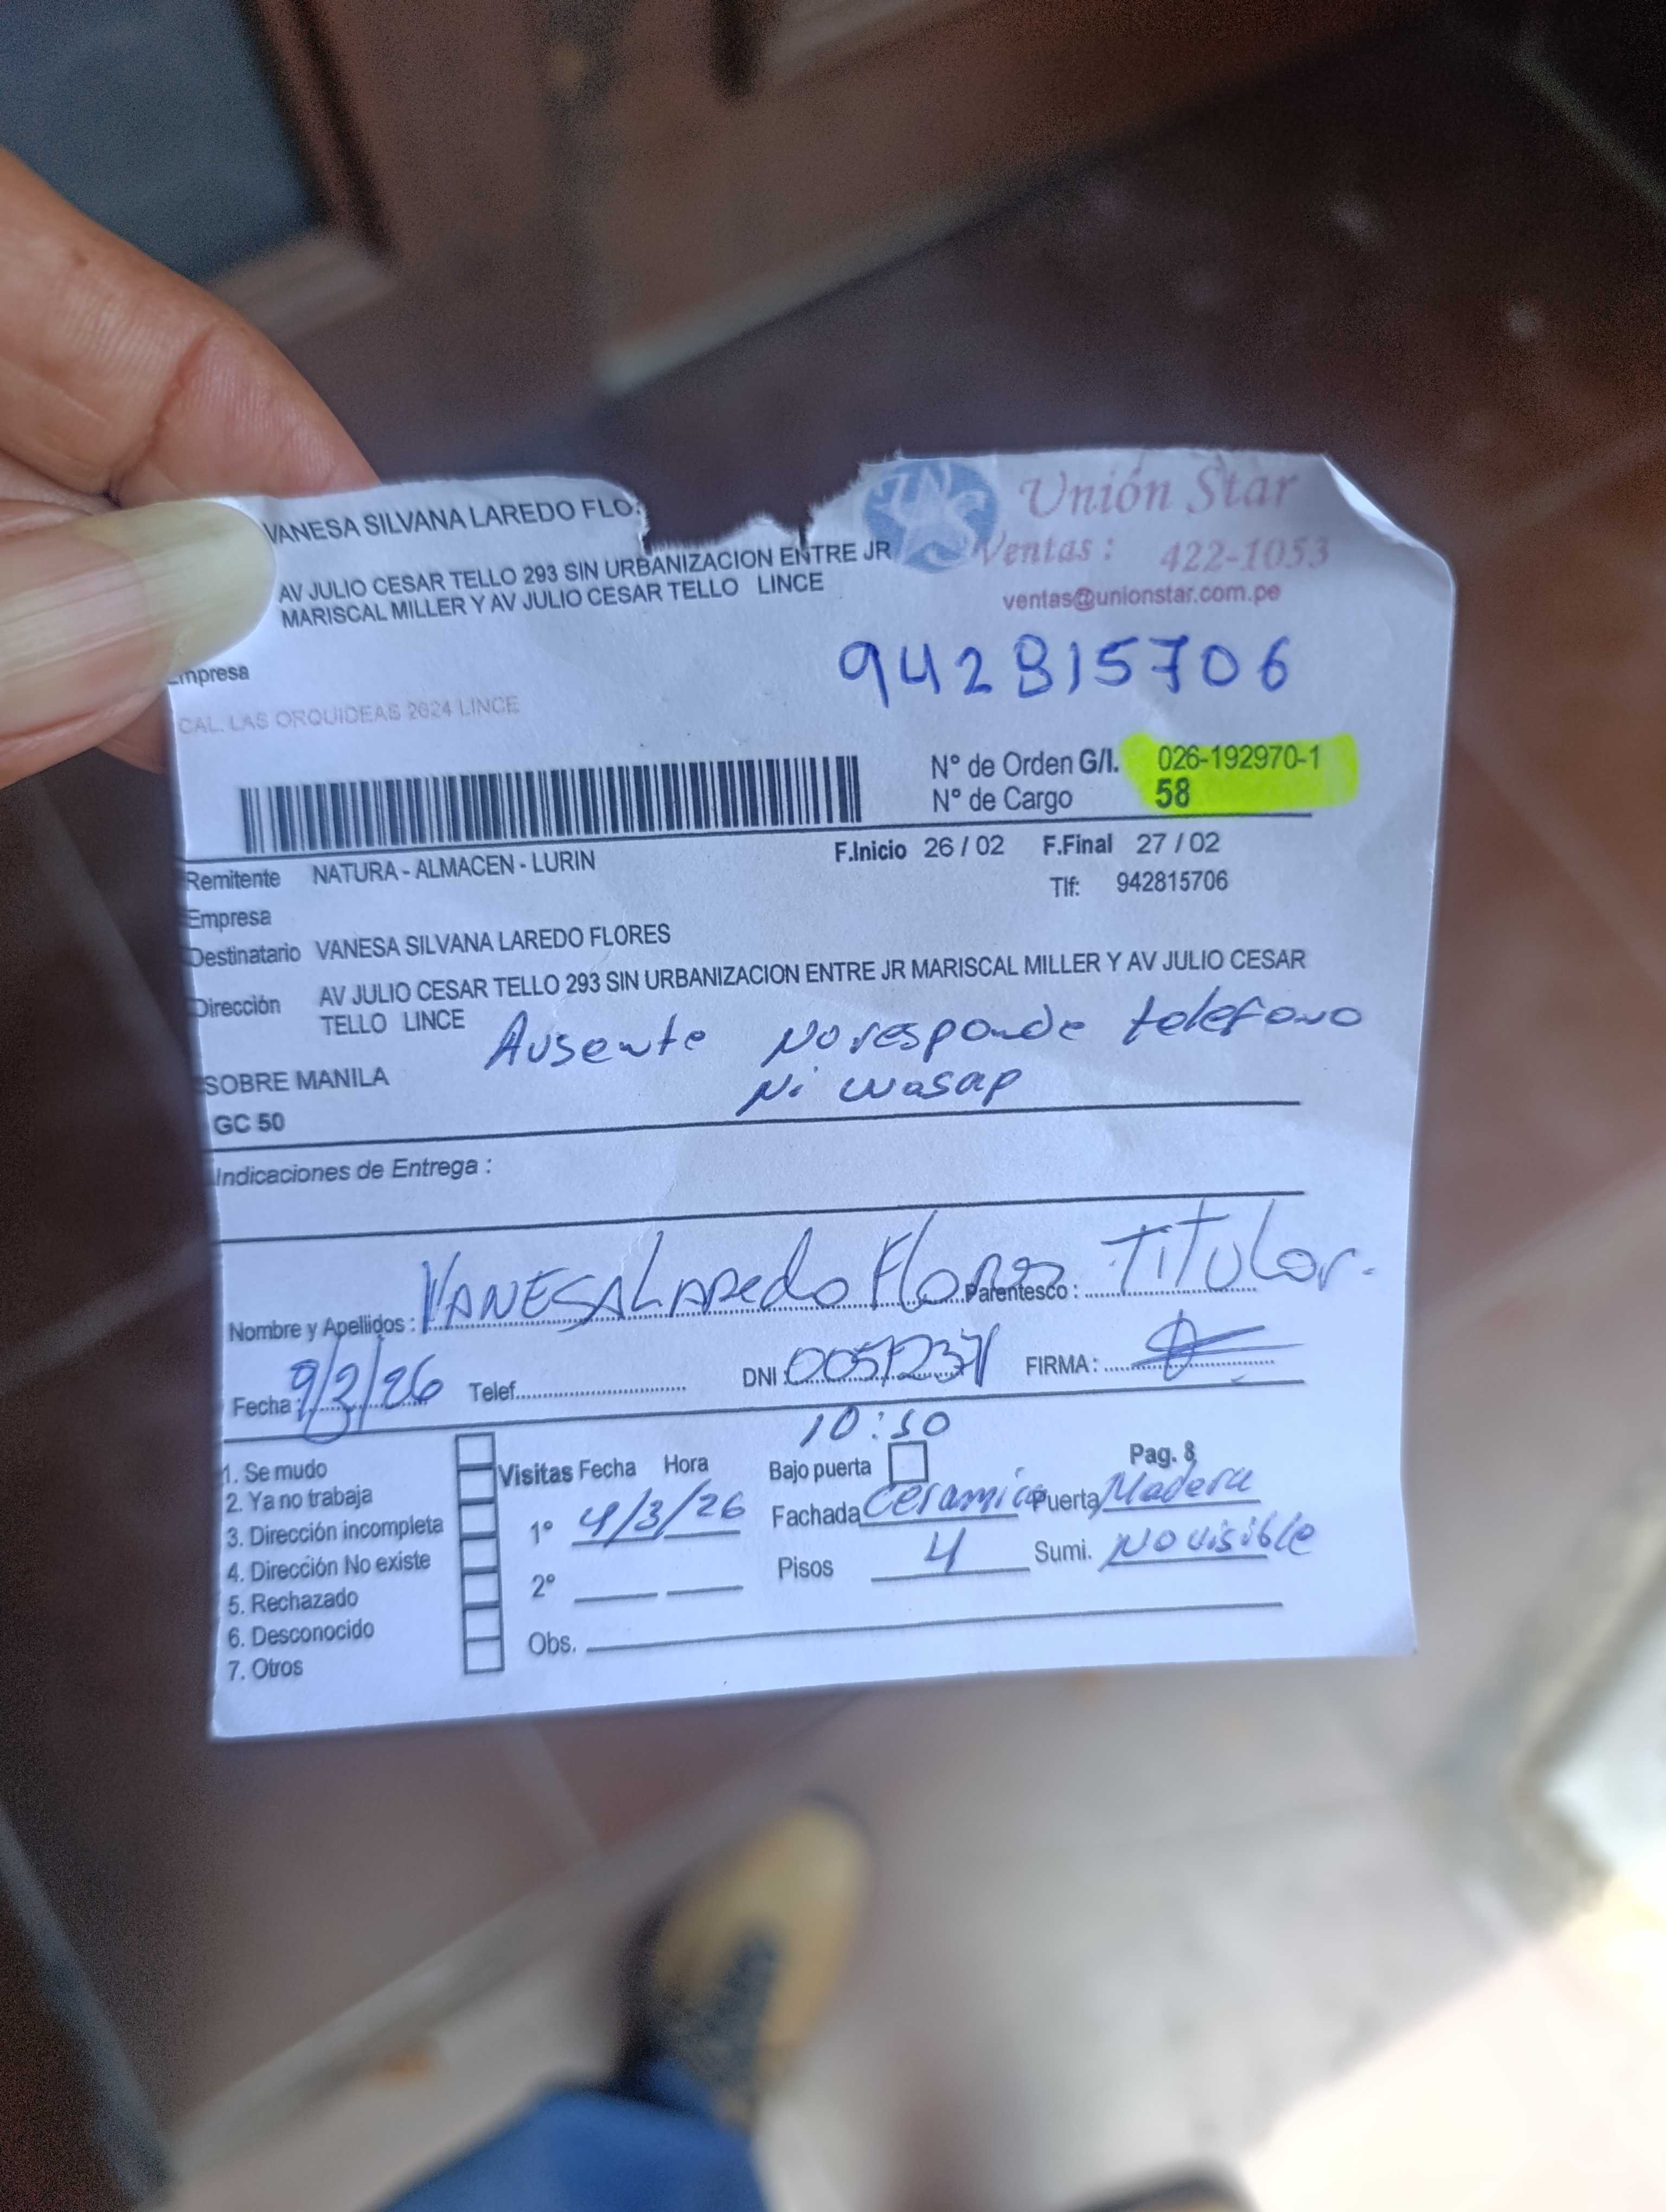 VANESA SILVANA LAREDO FLO
Unión Star
Ventas : 422-1053
ventas@unionstar.com.pe
AV JULIO CESAR TELLO 293 SIN URBANIZACION ENTRE JR
MARISCAL MILLER Y AV JULIO CESAR TELLO LINCE
942815706
mpresa
CAL. LAS ORQUIDEAS 2624 LINCE
N° de Orden G/I. 026-192970-1
N° de Cargo 58
F.Inicio 26 / 02 F.Final 27 / 02
Remitente NATURA - ALMACEN - LURIN
Tlf: 942815706
Empresa
Destinatario VANESA SILVANA LAREDO FLORES
Dirección AV JULIO CESAR TELLO 293 SIN URBANIZACION ENTRE JR MARISCAL MILLER Y AV JULIO CESAR
TELLO LINCE
Ausente No responde telefono
Ni wasap
SOBRE MANILA
GC 50
Indicaciones de Entrega :
Nombre y Apellidos : VANESA LAREDO Flores Parentesco : TITULAR.
Fecha : 9/3/26 Telef. DNI FIRMA :
1. Se mudo
2. Ya no trabaja
3. Dirección incompleta
4. Dirección No existe
5. Rechazado
6. Desconocido
7. Otros
Visitas Fecha Hora
1° 4/3/26
2°
Obs.
Bajo puerta Pag. 8
Fachada Ceramica Puerta Madera
Pisos 4 Sumi. No visible